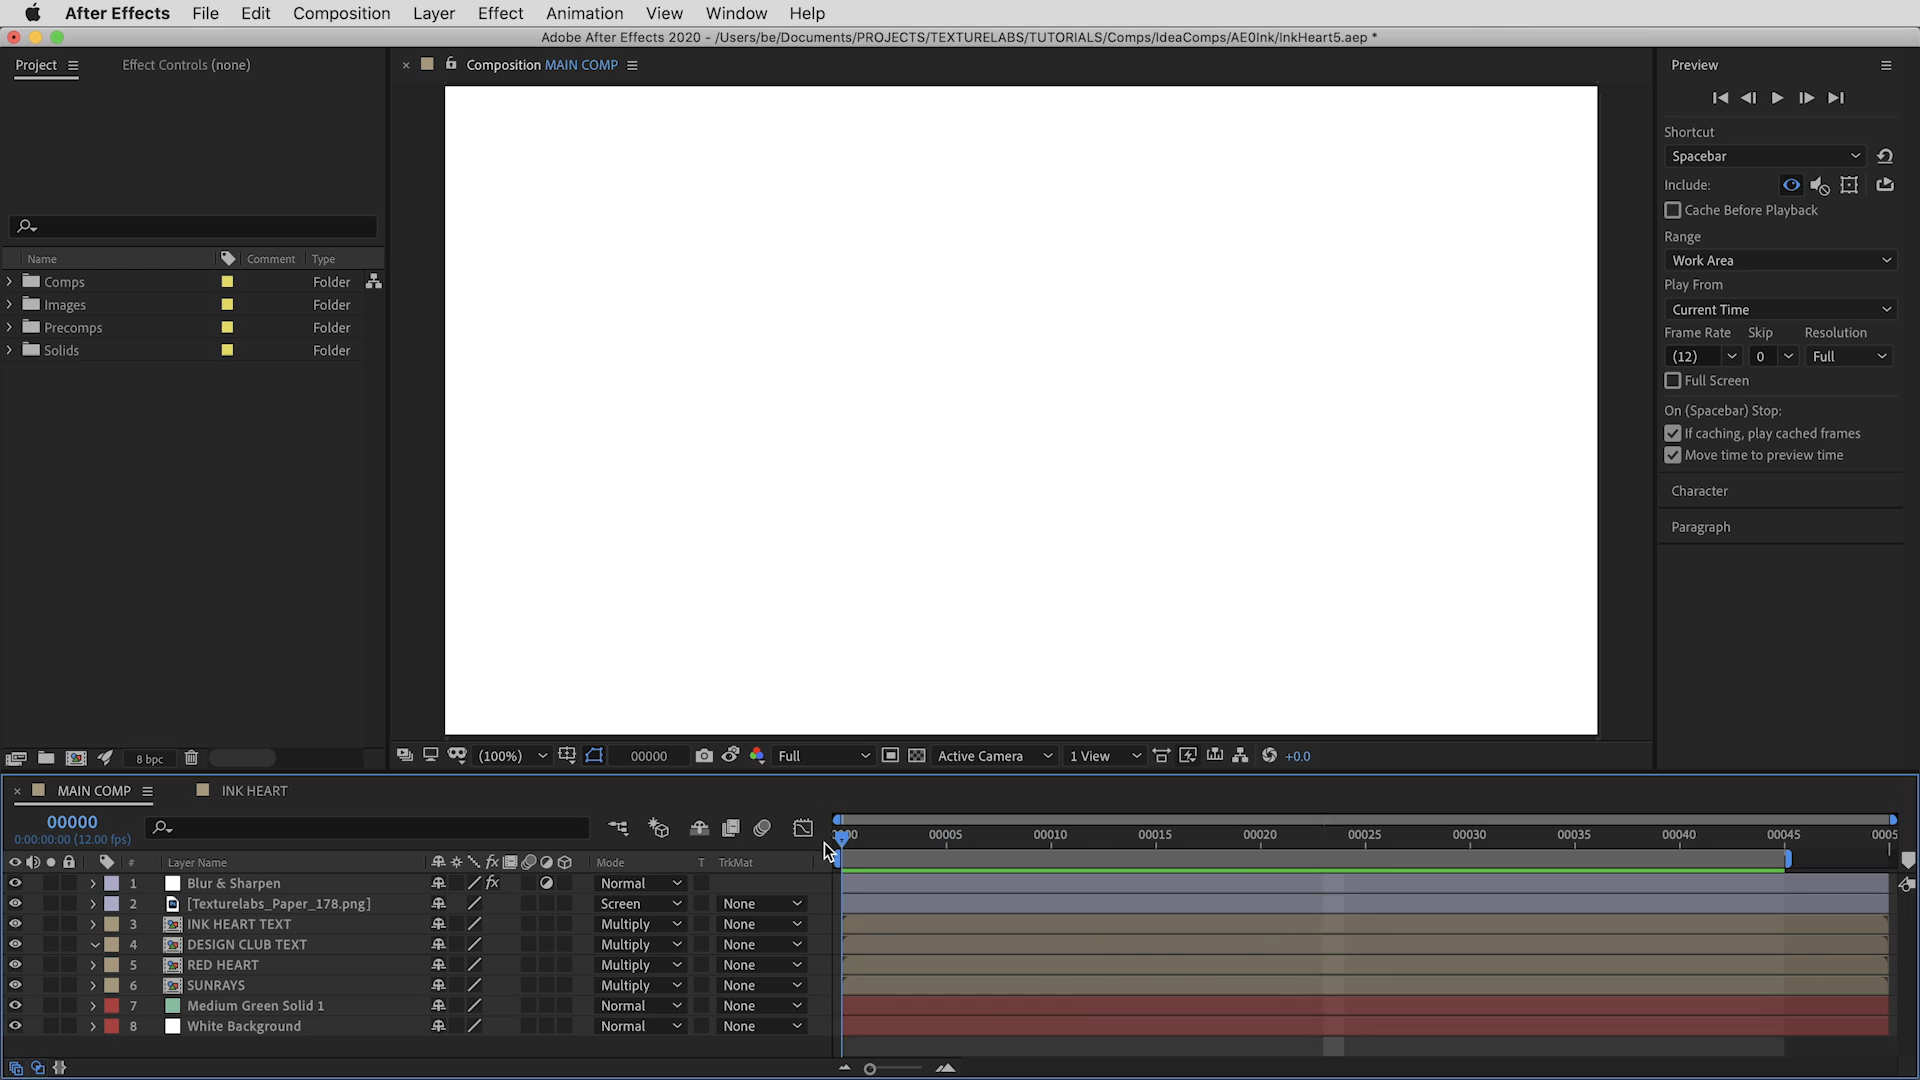 After Effects File Edit Composition Layer Effect Animation View Window Help
Adobe After Effects 2020 - /Users/be/Documents/PROJECTS/TEXTURELABS/TUTORIALS/Comps/IdeaComps/AE0Ink/InkHeart5.aep *
Project Effect Controls (none)
Composition MAIN COMP
Preview
Shortcut
Spacebar
Include:
Cache Before Playback
Range
Work Area
Play From
Current Time
Frame Rate Skip Resolution
(12) 0 Full
Full Screen
On (Spacebar) Stop:
If caching, play cached frames
Move time to preview time
Character
Paragraph
Name Comment Type
Comps Folder
Images Folder
Precomps Folder
Solids Folder
8 bpc
(100%) 00000 Full Active Camera 1 View +0.0
MAIN COMP INK HEART
00000
0:00:00:00 (12.00 fps)
00005 00010 00015 00020 00025 00030 00035 00040 00045 0005
# Layer Name fx Mode T TrkMat
1 Blur & Sharpen fx Normal
2 [Texturelabs_Paper_178.png] Screen None
3 INK HEART TEXT Multiply None
4 DESIGN CLUB TEXT Multiply None
5 RED HEART Multiply None
6 SUNRAYS Multiply None
7 Medium Green Solid 1 Normal None
8 White Background Normal None